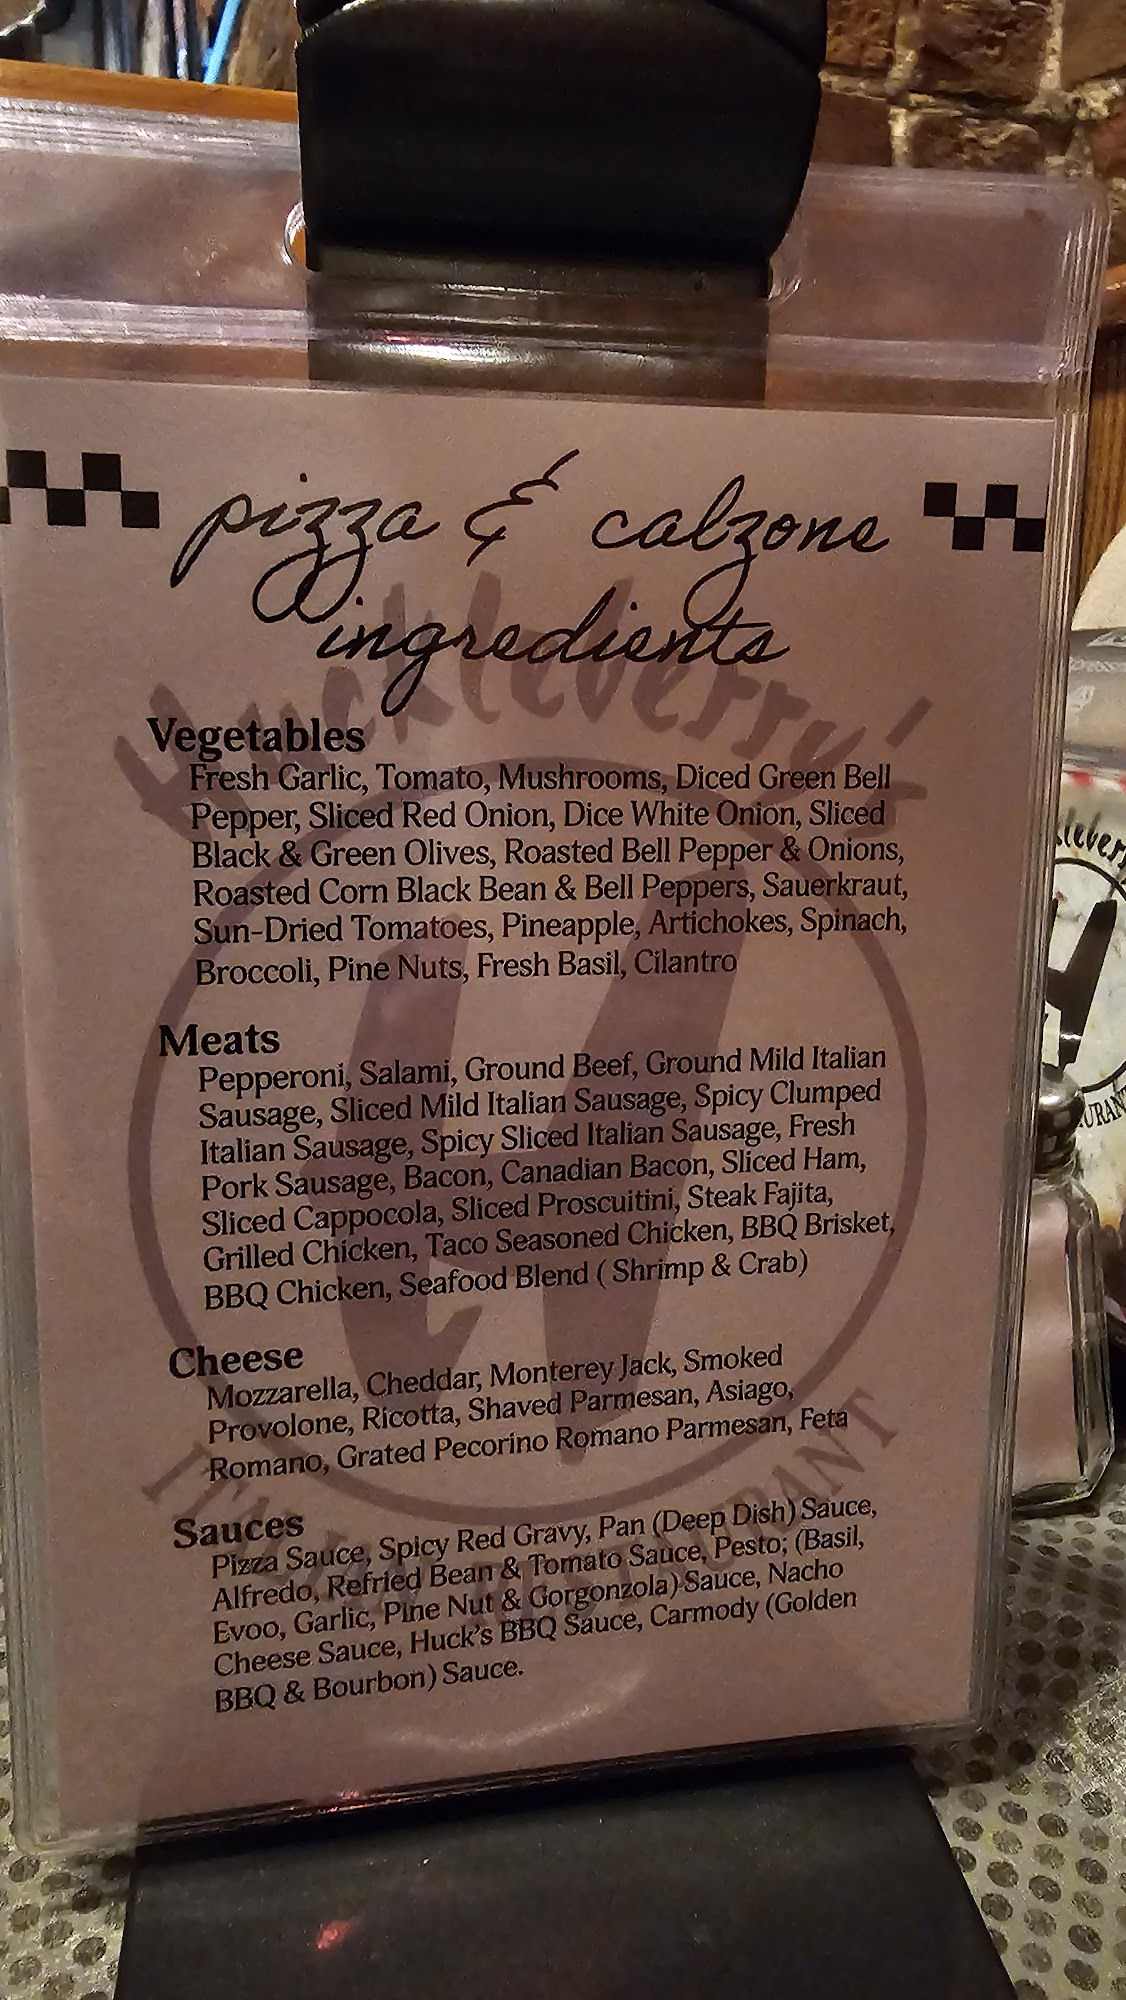 pizza & calzone
ingredients
Huckleberry's
Vegetables
Fresh Garlic, Tomato, Mushrooms, Diced Green Bell
Pepper, Sliced Red Onion, Dice White Onion, Sliced
Black & Green Olives, Roasted Bell Pepper & Onions,
Roasted Corn Black Bean & Bell Peppers, Sauerkraut,
Sun-Dried Tomatoes, Pineapple, Artichokes, Spinach,
Broccoli, Pine Nuts, Fresh Basil, Cilantro
Meats
Pepperoni, Salami, Ground Beef, Ground Mild Italian
Sausage, Sliced Mild Italian Sausage, Spicy Clumped
Italian Sausage, Spicy Sliced Italian Sausage, Fresh
Pork Sausage, Bacon, Canadian Bacon, Sliced Ham,
Sliced Cappocola, Sliced Proscuitini, Steak Fajita,
Grilled Chicken, Taco Seasoned Chicken, BBQ Brisket,
BBQ Chicken, Seafood Blend ( Shrimp & Crab)
Cheese
Mozzarella, Cheddar, Monterey Jack, Smoked
Provolone, Ricotta, Shaved Parmesan, Asiago,
Romano, Grated Pecorino Romano Parmesan, Feta
Sauces
Pizza Sauce, Spicy Red Gravy, Pan (Deep Dish) Sauce,
Alfredo, Refried Bean & Tomato Sauce, Pesto; (Basil,
Evoo, Garlic, Pine Nut & Gorgonzola) Sauce, Nacho
Cheese Sauce, Huck's BBQ Sauce, Carmody (Golden
BBQ & Bourbon) Sauce.
H